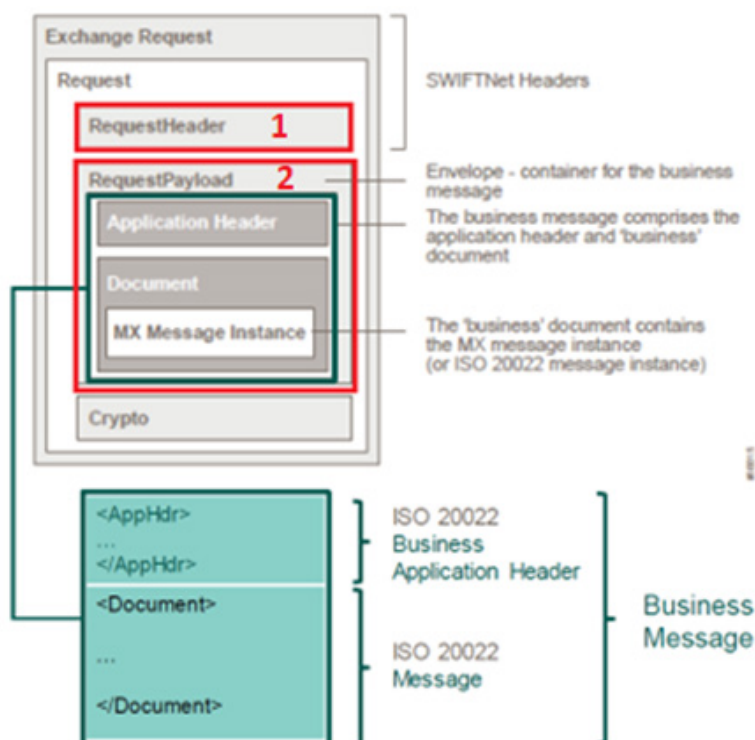 Exchange Request
Request
SWIFTNet Headers
RequestHeader 1
RequestPayload 2
Envelope - container for the business
message
Application Header
The business message comprises the
application header and 'business'
document
Document
MX Message Instance
The 'business' document contains
the MX message instance
(or ISO 20022 message instance)
Crypto
<AppHdr>
...
</AppHdr>
ISO 20022
Business
Application Header
<Document>
...
</Document>
ISO 20022
Message
Business
Message